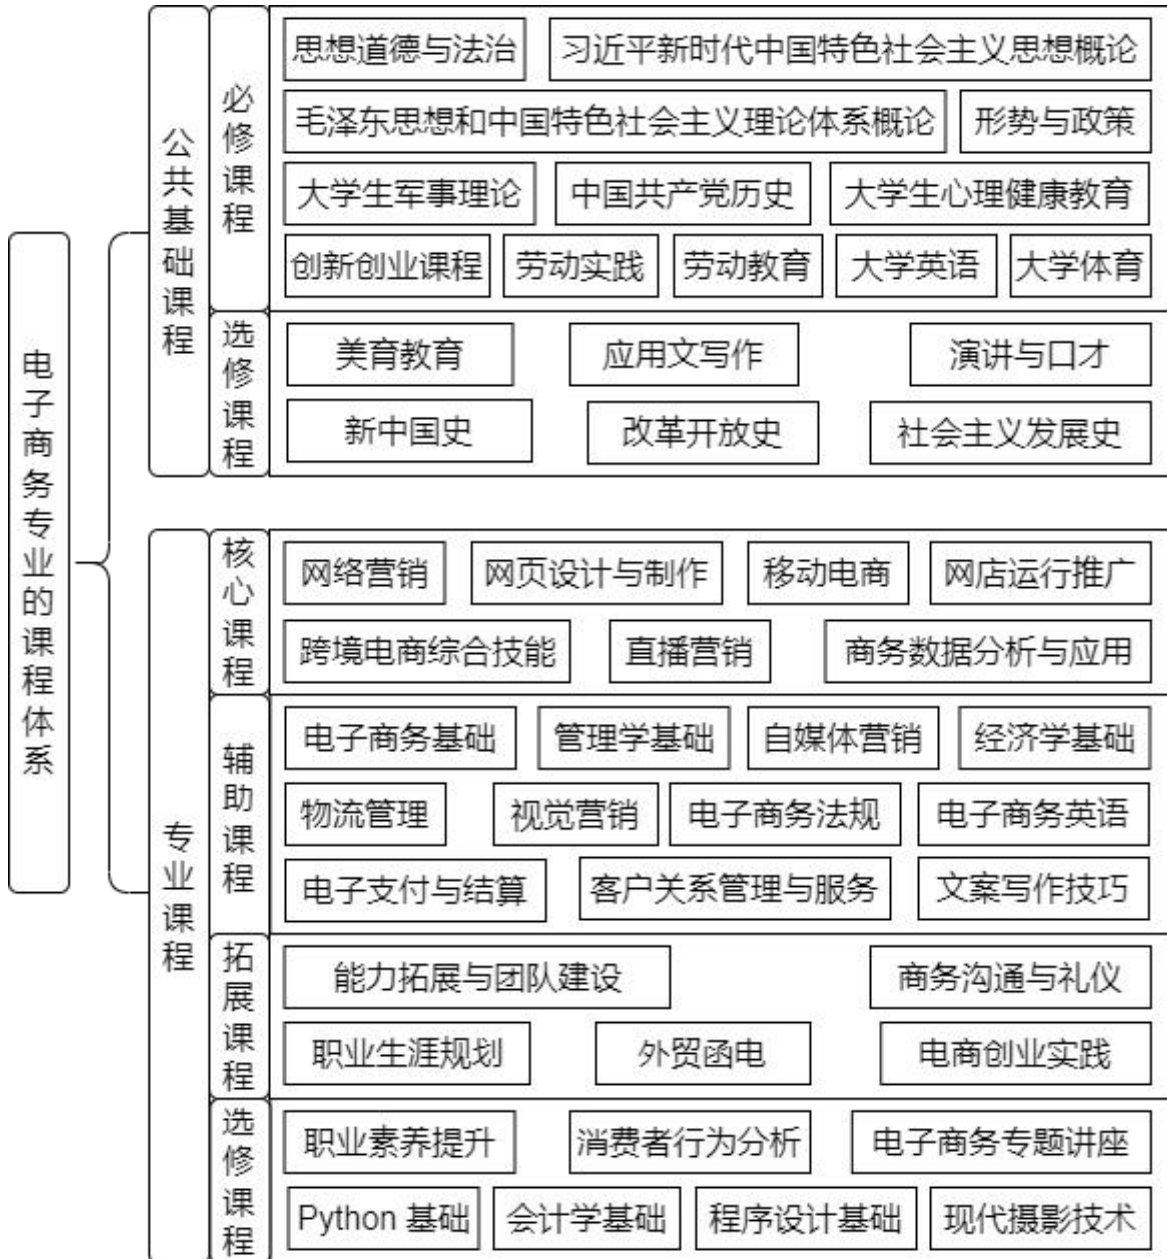 电子商务专业的课程体系
公共基础课程
必修课程
思想道德与法治 习近平新时代中国特色社会主义思想概论
毛泽东思想和中国特色社会主义理论体系概论 形势与政策
大学生军事理论 中国共产党历史 大学生心理健康教育
创新创业课程 劳动实践 劳动教育 大学英语 大学体育
选修课程
美育教育 应用文写作 演讲与口才
新中国史 改革开放史 社会主义发展史
专业课程
核心课程
网络营销 网页设计与制作 移动电商 网店运行推广
跨境电商综合技能 直播营销 商务数据分析与应用
辅助课程
电子商务基础 管理学基础 自媒体营销 经济学基础
物流管理 视觉营销 电子商务法规 电子商务英语
电子支付与结算 客户关系管理与服务 文案写作技巧
拓展课程
能力拓展与团队建设 商务沟通与礼仪
职业生涯规划 外贸函电 电商创业实践
选修课程
职业素养提升 消费者行为分析 电子商务专题讲座
Python 基础 会计学基础 程序设计基础 现代摄影技术